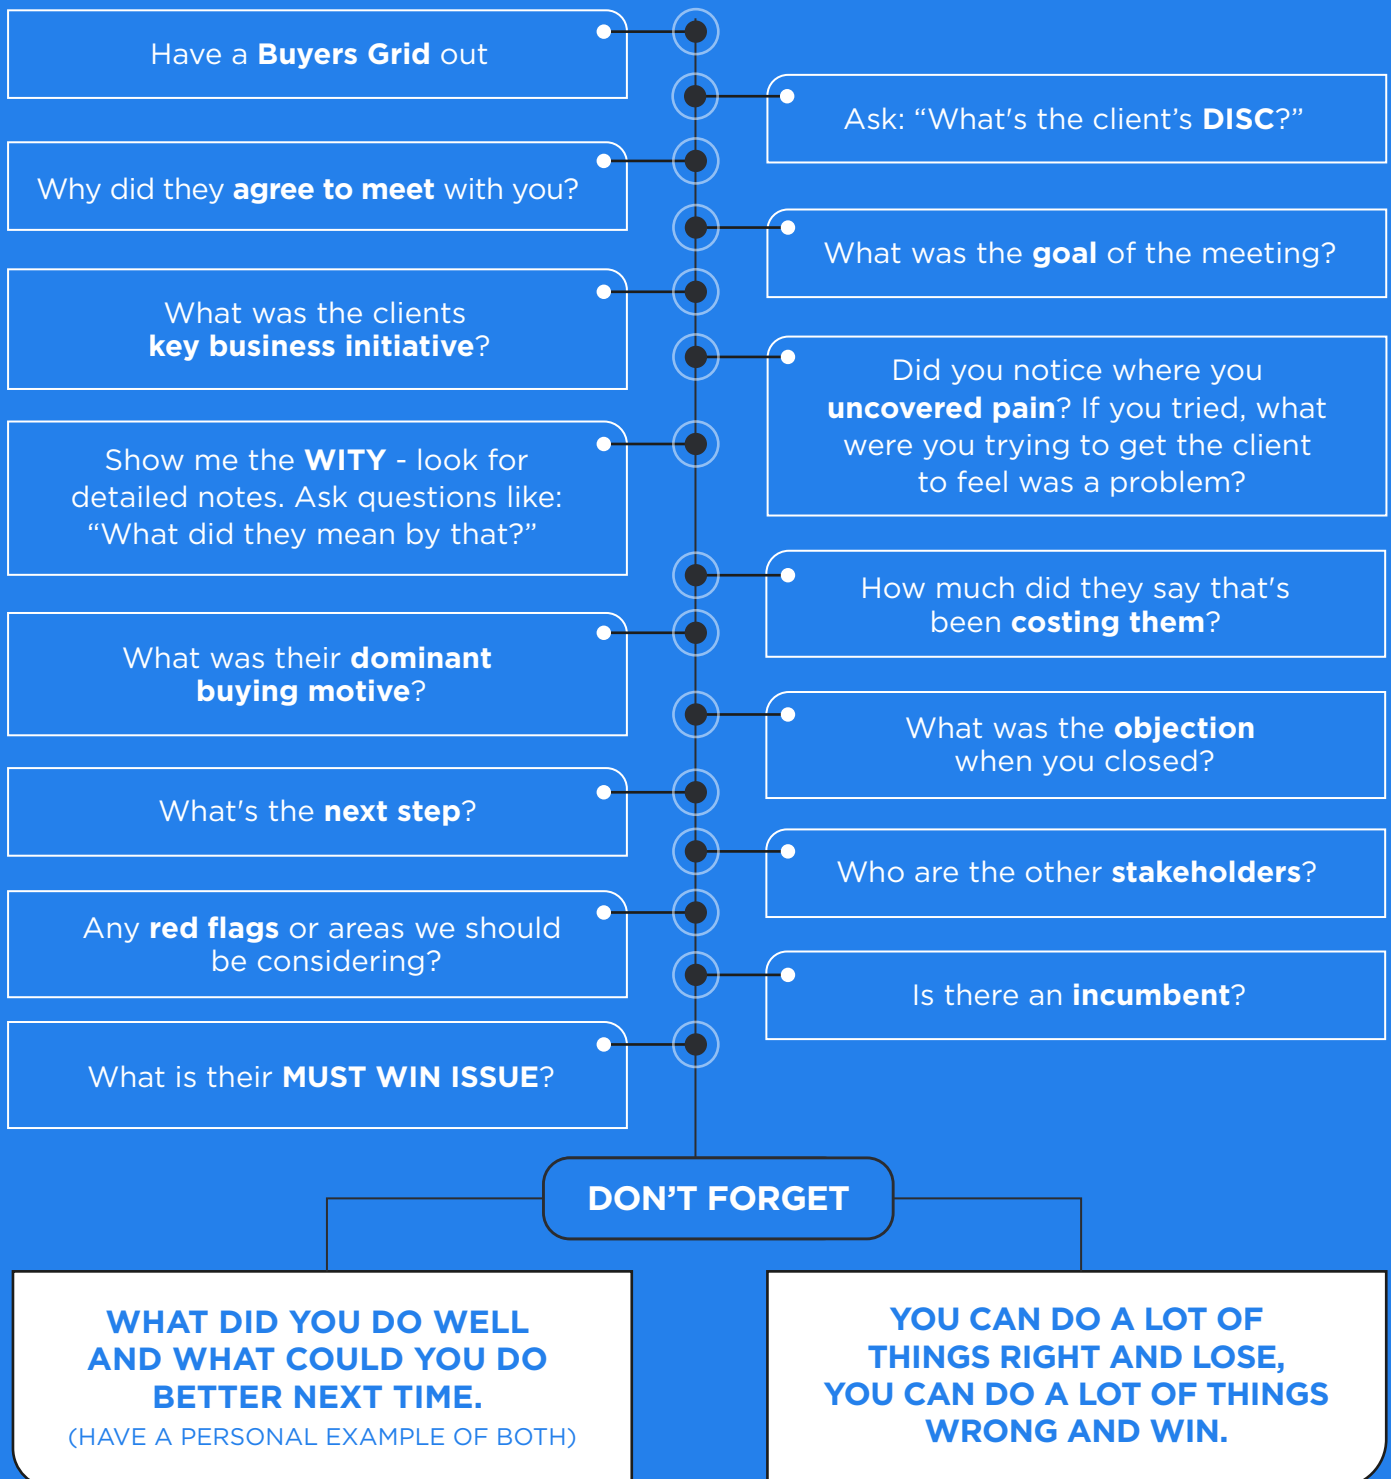 Have a Buyers Grid out
Ask: “What's the client’s DISC?”
Why did they agree to meet with you?
What was the goal of the meeting?
What was the clients
key business initiative?
Did you notice where you
uncovered pain? If you tried, what
were you trying to get the client
to feel was a problem?
Show me the WITY - look for
detailed notes. Ask questions like:
“What did they mean by that?”
How much did they say that's
been costing them?
What was their dominant
buying motive?
What was the objection
when you closed?
What's the next step?
Who are the other stakeholders?
Any red flags or areas we should
be considering?
Is there an incumbent?
What is their MUST WIN ISSUE?
DON’T FORGET
WHAT DID YOU DO WELL
AND WHAT COULD YOU DO
BETTER NEXT TIME.
(HAVE A PERSONAL EXAMPLE OF BOTH)
YOU CAN DO A LOT OF
THINGS RIGHT AND LOSE,
YOU CAN DO A LOT OF THINGS
WRONG AND WIN.